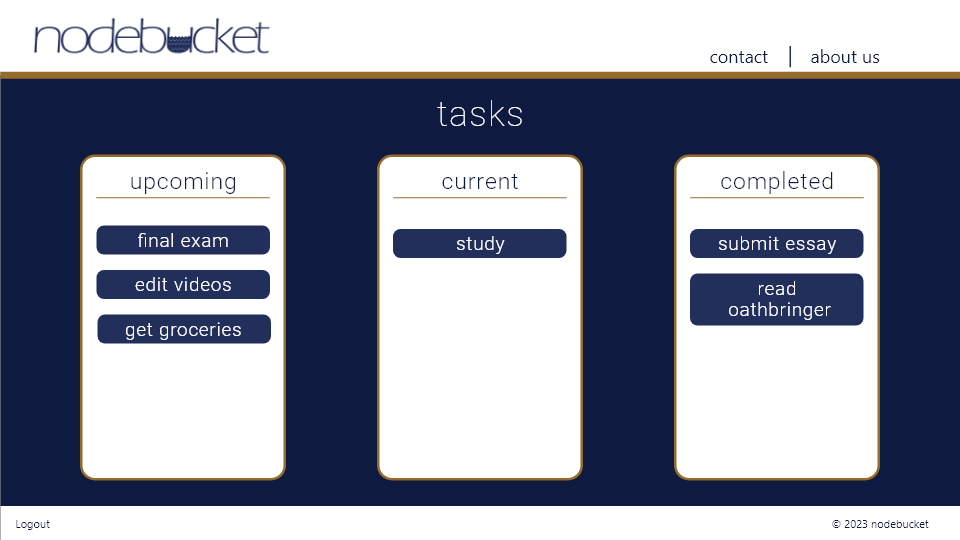 nodebucket
contact | about us
tasks
upcoming
final exam
edit videos
get groceries
current
study
completed
submit essay
read
oathbringer
Logout
© 2023 nodebucket